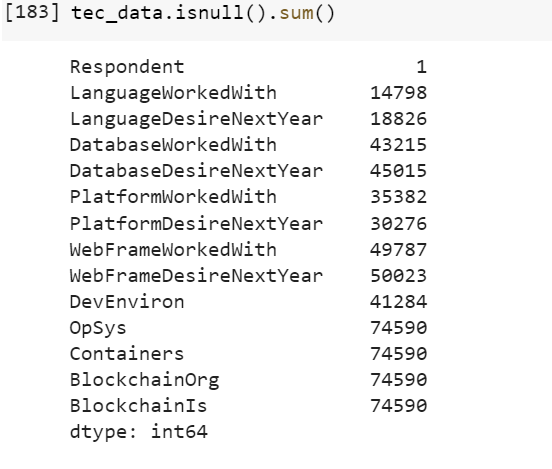 [183] tec_data.isnull().sum()
Respondent 1
LanguageWorkedWith 14798
LanguageDesireNextYear 18826
DatabaseWorkedWith 43215
DatabaseDesireNextYear 45015
PlatformWorkedWith 35382
PlatformDesireNextYear 30276
WebFrameWorkedWith 49787
WebFrameDesireNextYear 50023
DevEnviron 41284
OpSys 74590
Containers 74590
BlockchainOrg 74590
BlockchainIs 74590
dtype: int64